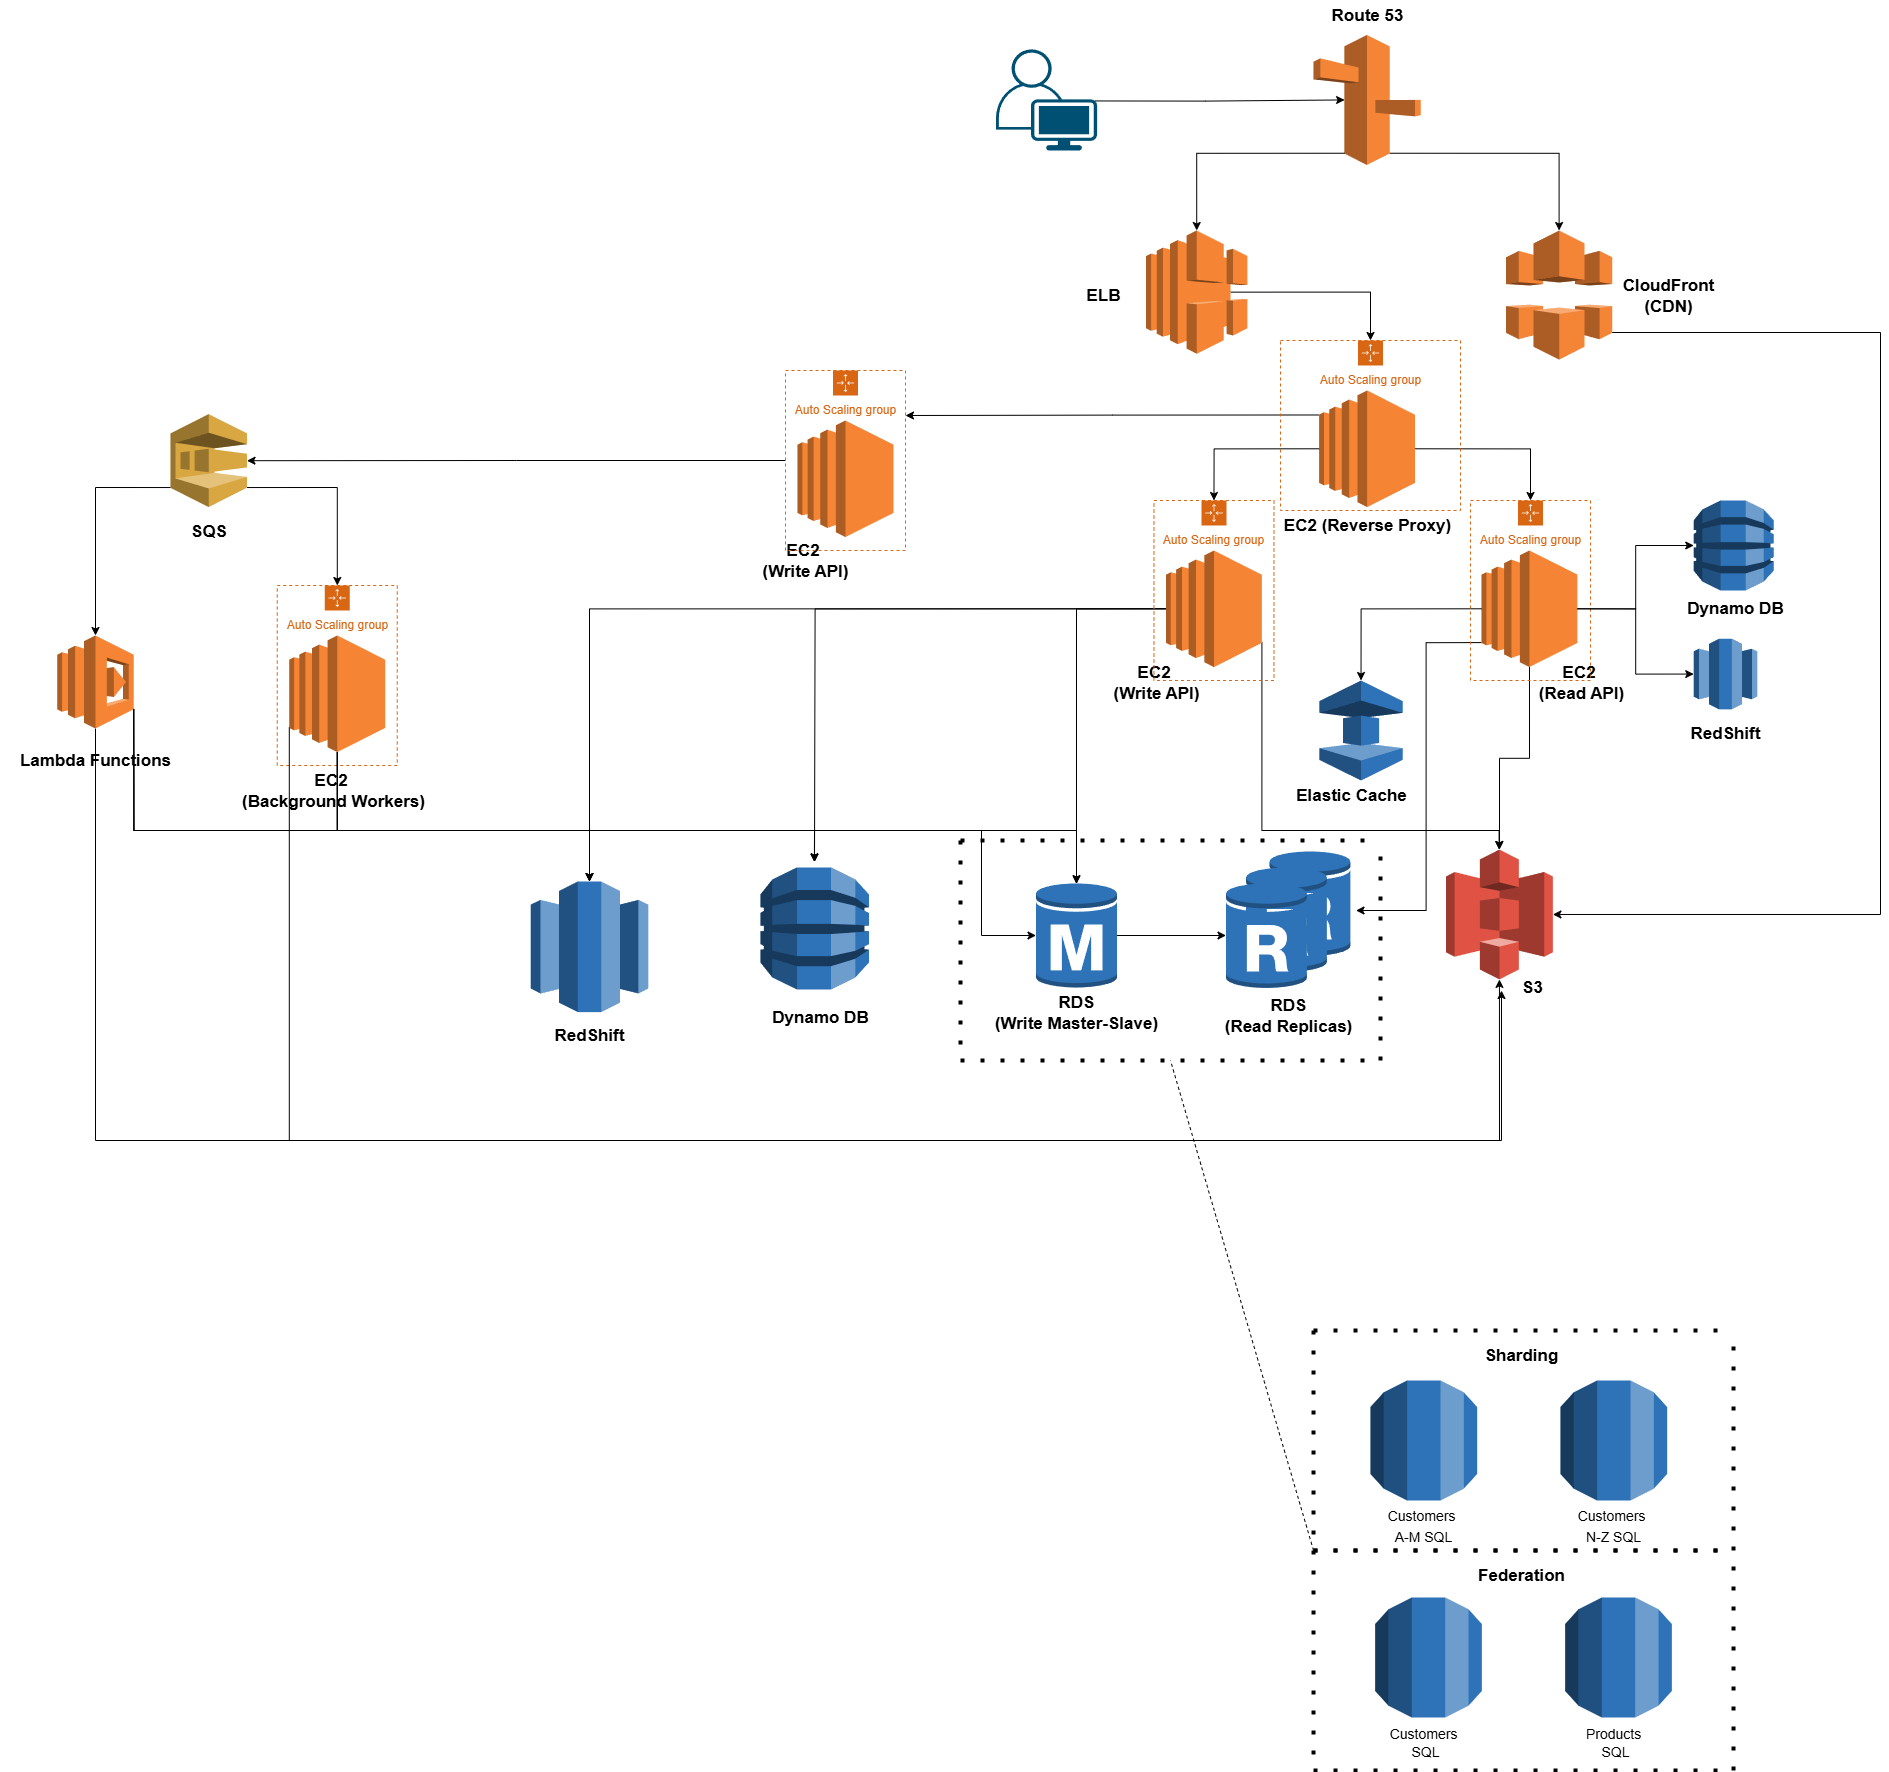 Route 53
ELB
CloudFront
(CDN)
Auto Scaling group
EC2 (Reverse Proxy)
Auto Scaling group
EC2
(Write API)
SQS
Auto Scaling group
EC2
(Write API)
Auto Scaling group
EC2
(Read API)
Dynamo DB
RedShift
Auto Scaling group
EC2
(Background Workers)
Lambda Functions
Elastic Cache
RedShift
Dynamo DB
M
RDS
(Write Master-Slave)
R
R
RDS
(Read Replicas)
S3
Sharding
Customers
A-M SQL
Customers
N-Z SQL
Federation
Customers
SQL
Products
SQL